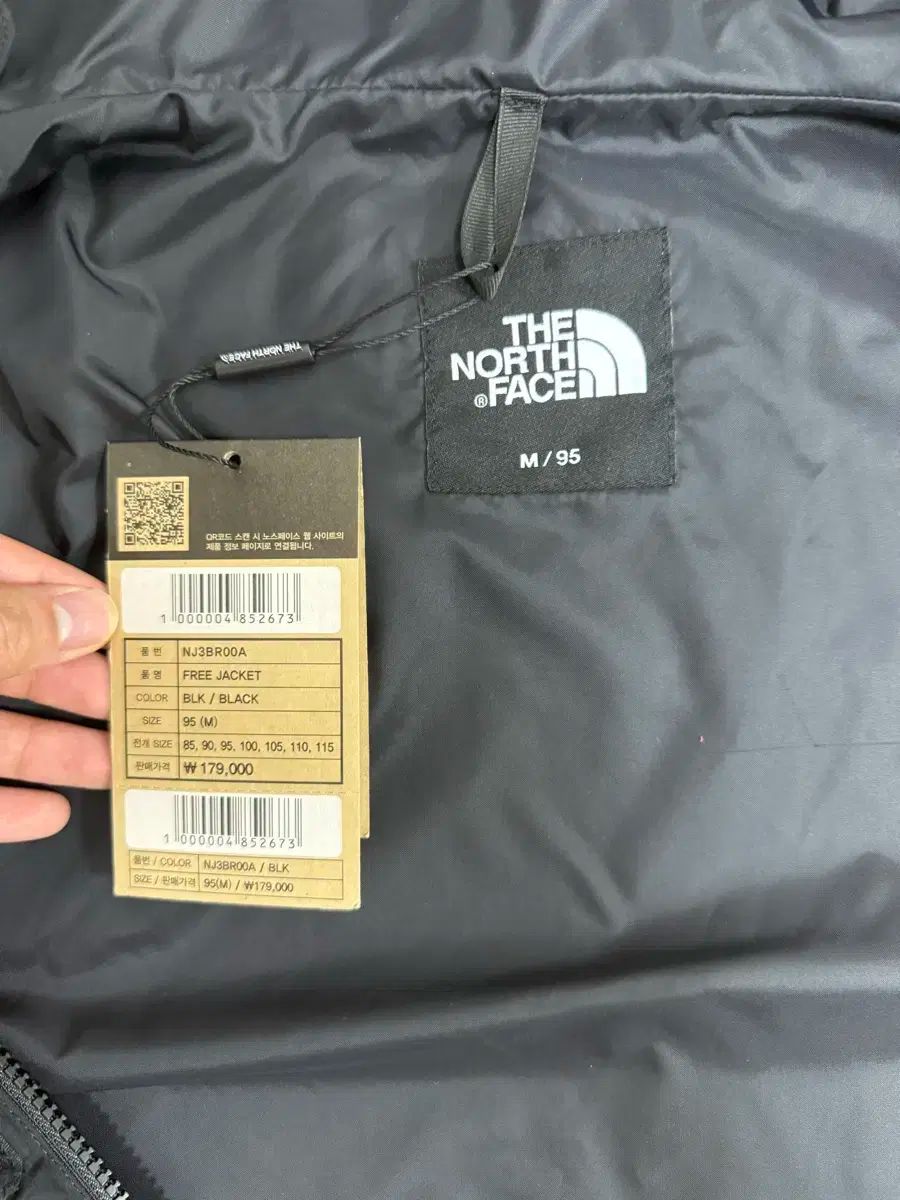 THE
NORTH
FACE
®
M / 95
THE NORTH FACE
QR코드 스캔 시 노스페이스 웹 사이트의
제품 정보 페이지로 연결됩니다.
1 000004 852673
품 번 NJ3BR00A
품 명 FREE JACKET
COLOR BLK / BLACK
SIZE 95 (M)
전개 SIZE 85, 90, 95, 100, 105, 110, 115
판매가격 ₩ 179,000
1 000004 852673
품번 / COLOR NJ3BR00A / BLK
SIZE / 판매가격 95(M) / ₩179,000